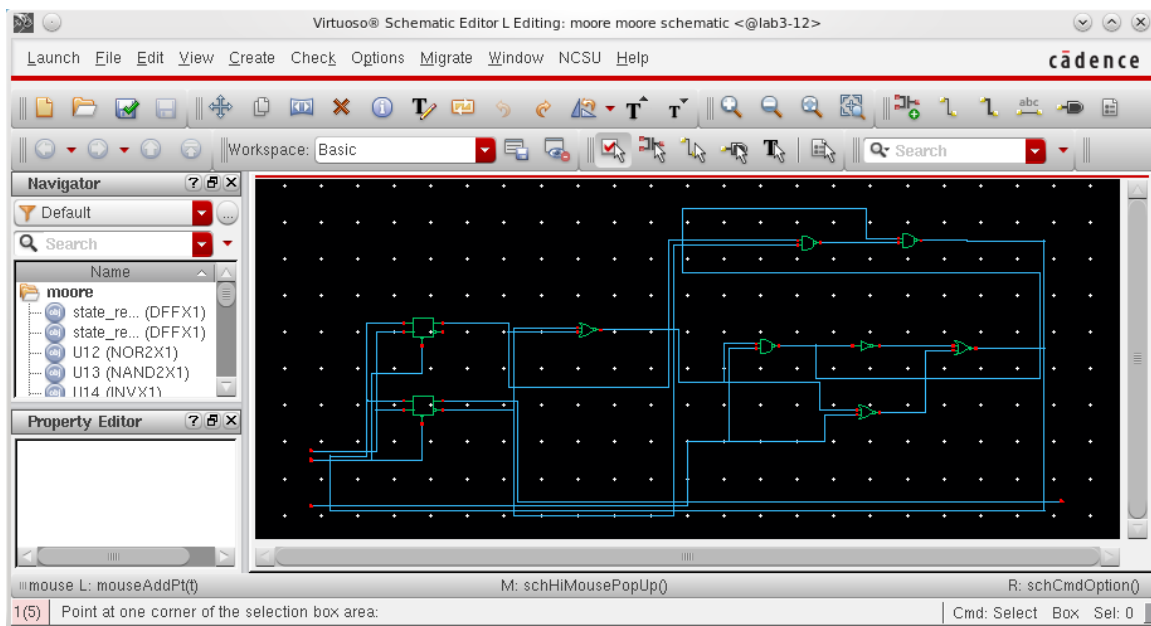 Virtuoso® Schematic Editor L Editing: moore moore schematic <@lab3-12>
Launch File Edit View Create Check Options Migrate Window NCSU Help
cādence
abc
Workspace: Basic
Search
Navigator
Default
Search
Name
moore
state_re... (DFFX1)
state_re... (DFFX1)
U12 (NOR2X1)
U13 (NAND2X1)
U14 (INVX1)
Property Editor
mouse L: mouseAddPt(t)
M: schHiMousePopUp()
R: schCmdOption()
1(5) Point at one corner of the selection box area:
Cmd: Select Box Sel: 0